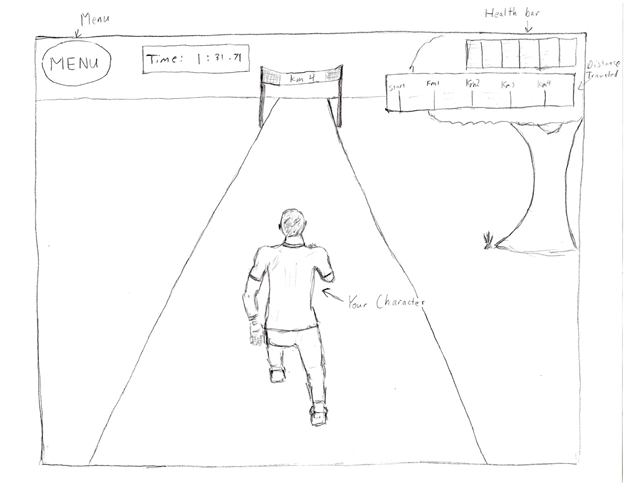 Menu
Health bar
MENU
Time: 1:31.71
Km 4
Distance
Traveled
Start Km1 Km2 Km3 Km4
Your Character